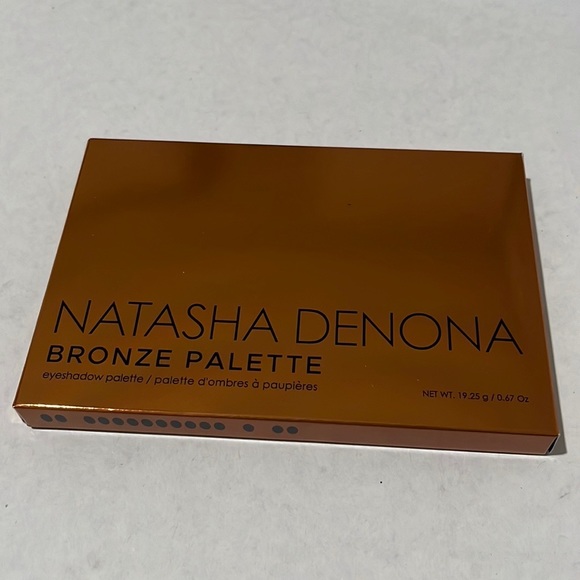 NATASHA DENONA
BRONZE PALETTE
eyeshadow palette / palette d'ombres à paupières
NET WT. 19.25 g / 0.67 Oz